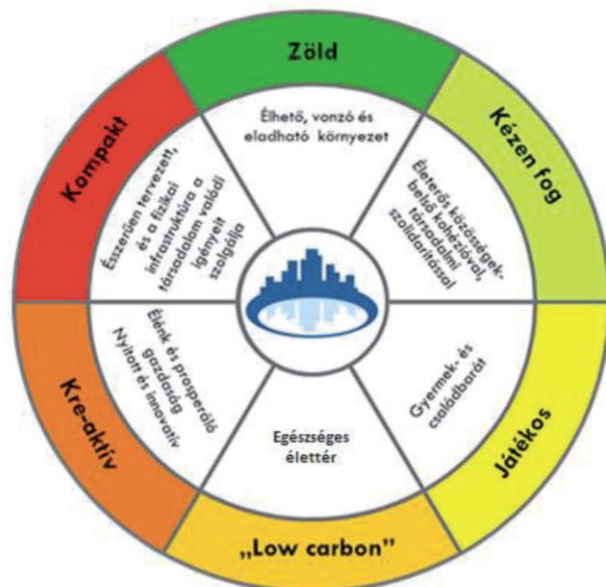 Zöld
Élhető, vonzó és
eladható környezet
Kézen fog
Életerős közösségek-
belső kohézióval,
társadalmi
szolidaritással
Játékos
Gyermek- és
családbarát
„Low carbon”
Egészséges
élettér
Kre-aktív
Élénk és prosperáló
gazdaság
Nyitott és innovatív
Kompakt
Ésszerűen tervezett,
és a fizikai
infrastruktúra a
társadalom valódi
igényeit
szolgálja